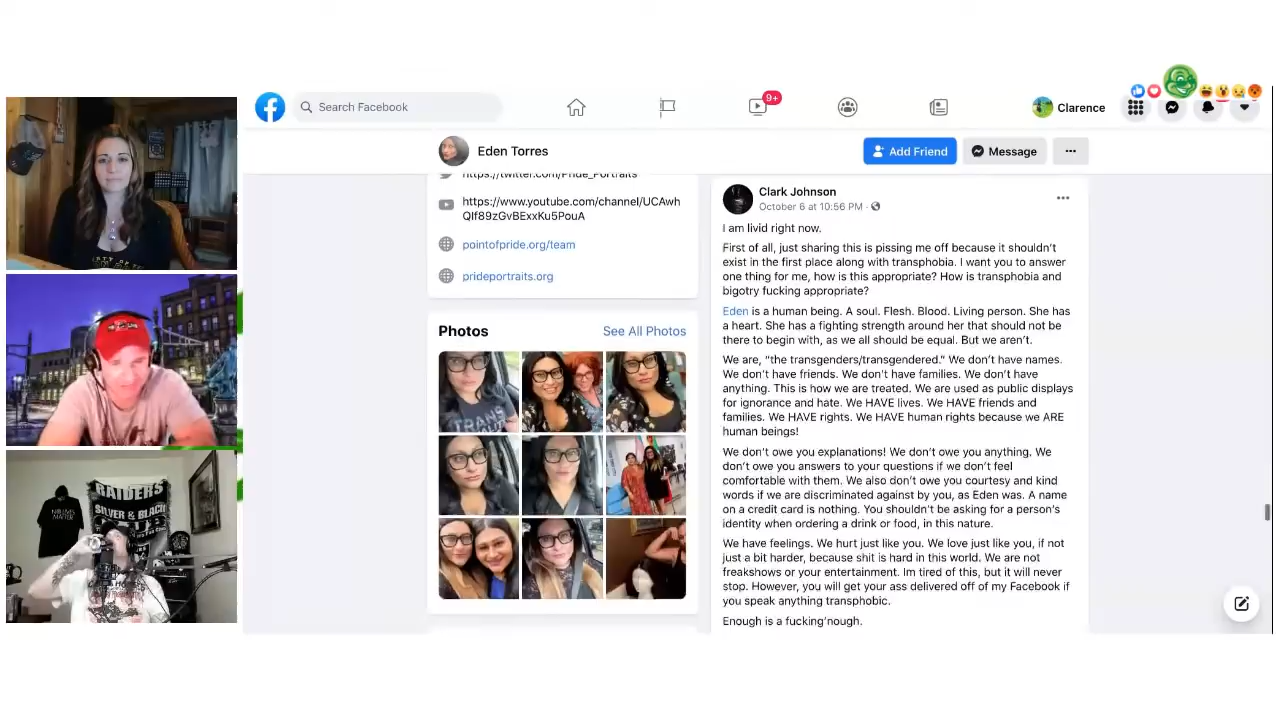 Search Facebook
9+
Clarence
Eden Torres
Add Friend
Message
https://twitter.com/Pride_Portraits
https://www.youtube.com/channel/UCAwh
QIf89zGvBExxKu5PouA
pointofpride.org/team
prideportraits.org
Photos
See All Photos
TRANS
Clark Johnson
October 6 at 10:56 PM ·
I am livid right now.
First of all, just sharing this is pissing me off because it shouldn't
exist in the first place along with transphobia. I want you to answer
one thing for me, how is this appropriate? How is transphobia and
bigotry fucking appropriate?
Eden is a human being. A soul. Flesh. Blood. Living person. She has
a heart. She has a fighting strength around her that should not be
there to begin with, as we all should be equal. But we aren't.
We are, “the transgenders/transgendered.” We don't have names.
We don't have friends. We don't have families. We don't have
anything. This is how we are treated. We are used as public displays
for ignorance and hate. We HAVE lives. We HAVE friends and
families. We HAVE rights. We HAVE human rights because we ARE
human beings!
We don't owe you explanations! We don't owe you anything. We
don't owe you answers to your questions if we don't feel
comfortable with them. We also don't owe you courtesy and kind
words if we are discriminated against by you, as Eden was. A name
on a credit card is nothing. You shouldn't be asking for a person's
identity when ordering a drink or food, in this nature.
We have feelings. We hurt just like you. We love just like you, if not
just a bit harder, because shit is hard in this world. We are not
freakshows or your entertainment. Im tired of this, but it will never
stop. However, you will get your ass delivered off of my Facebook if
you speak anything transphobic.
Enough is a fucking'nough.
RAIDERS
SILVER & BLACK